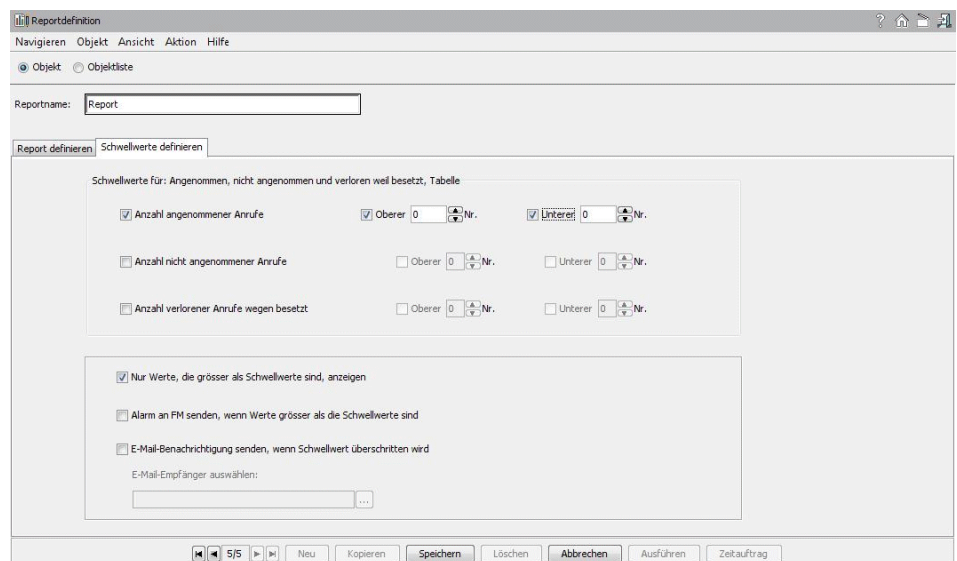 Reportdefinition
Navigieren Objekt Ansicht Aktion Hilfe
Objekt Objektliste
Reportname: Report
Report definieren Schwellwerte definieren
Schwellwerte für: Angenommen, nicht angenommen und verloren weil besetzt, Tabelle
Anzahl angenommener Anrufe Oberer 0 Nr. Unterer 0 Nr.
Anzahl nicht angenommener Anrufe Oberer 0 Nr. Unterer 0 Nr.
Anzahl verlorener Anrufe wegen besetzt Oberer 0 Nr. Unterer 0 Nr.
Nur Werte, die grösser als Schwellwerte sind, anzeigen
Alarm an FM senden, wenn Werte grösser als die Schwellwerte sind
E-Mail-Benachrichtigung senden, wenn Schwellwert überschritten wird
E-Mail-Empfänger auswählen:
...
5/5 Neu Kopieren Speichern Löschen Abbrechen Ausführen Zeitauftrag